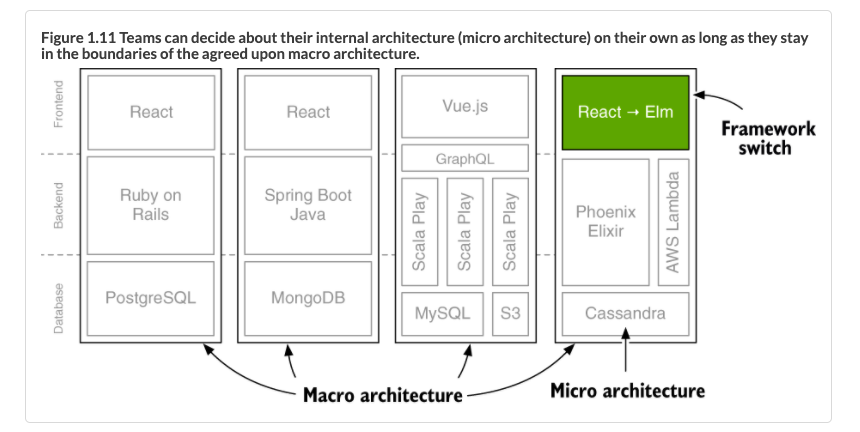 Figure 1.11 Teams can decide about their internal architecture (micro architecture) on their own as long as they stay
in the boundaries of the agreed upon macro architecture.
Frontend
React
React
Vue.js
React → Elm
Framework
switch
GraphQL
Backend
Ruby on
Rails
Spring Boot
Java
Scala Play
Scala Play
Scala Play
Phoenix
Elixir
AWS Lambda
Database
PostgreSQL
MongoDB
MySQL
S3
Cassandra
Macro architecture
Micro architecture